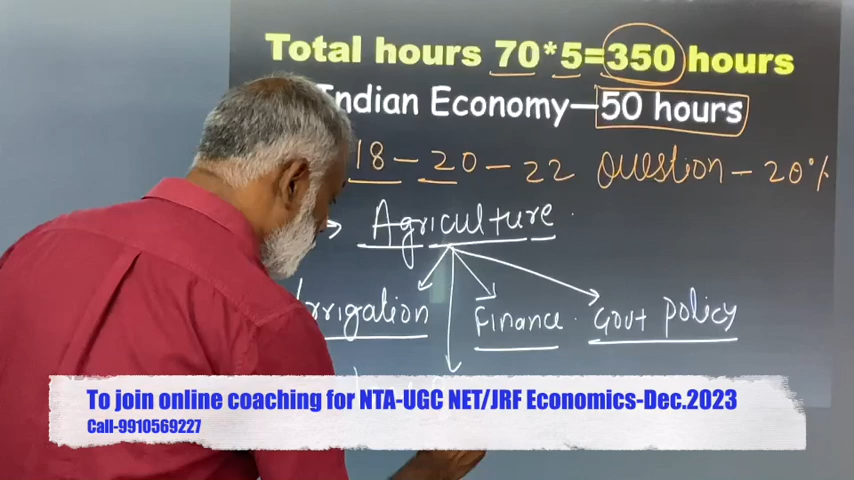 Total hours 70*5=350 hours
Indian Economy—50 hours
18 – 20 – 22 Question – 20%
Agriculture
Irrigation Finance Govt policy
To join online coaching for NTA-UGC NET/JRF Economics-Dec.2023
Call-9910569227